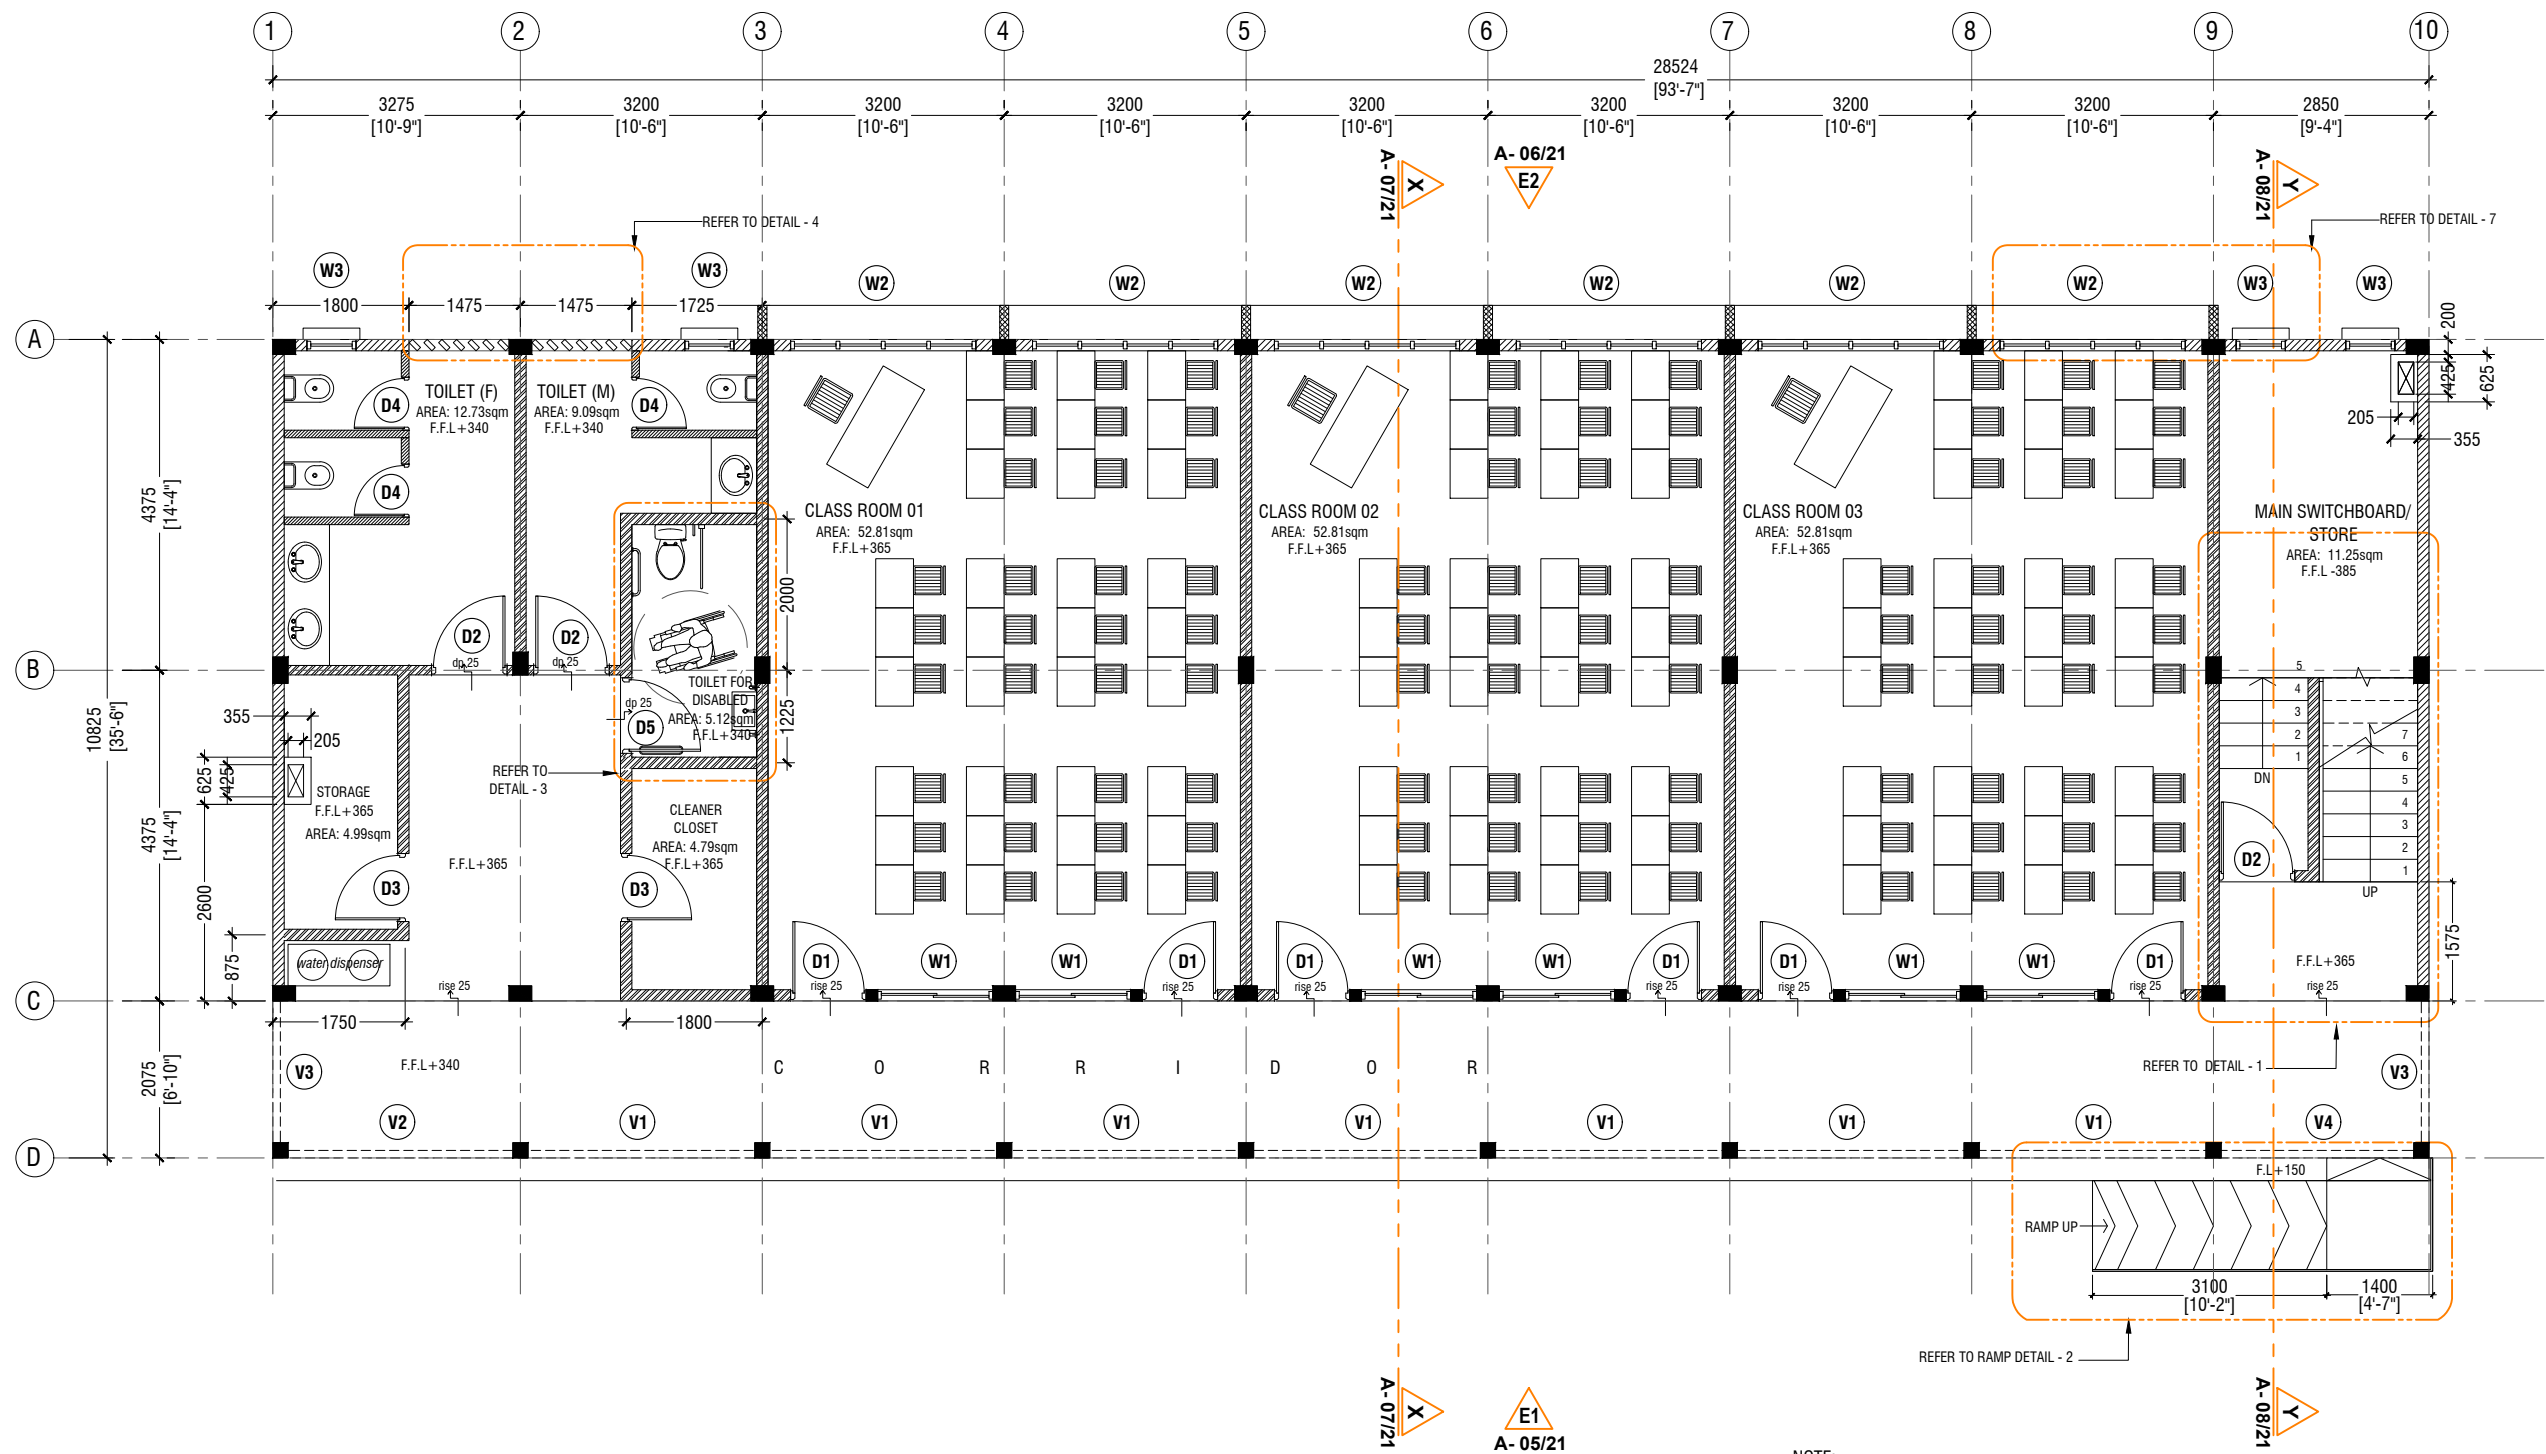 1 2 3 4 5 6 7 8 9 10
28524
[93'-7"]
3275 3200 3200 3200 3200 3200 3200 3200 2850
[10'-9"] [10'-6"] [10'-6"] [10'-6"] [10'-6"] [10'-6"] [10'-6"] [10'-6"] [9'-4"]
A- 07/21
X
A- 06/21
E2
A- 08/21
Y
REFER TO DETAIL - 4
REFER TO DETAIL - 7
W3 W3 W2 W2 W2 W2 W2 W2 W3 W3
1800 1475 1475 1725
200
425
625
205
355
A
B
C
D
10825
[35'-6"]
4375
[14'-4"]
4375
[14'-4"]
2075
[6'-10"]
TOILET (F)
AREA: 12.73sqm
F.F.L+340
TOILET (M)
AREA: 9.09sqm
F.F.L+340
D4
D4
D4
D2
dp 25
D2
dp 25
CLASS ROOM 01
AREA: 52.81sqm
F.F.L+365
CLASS ROOM 02
AREA: 52.81sqm
F.F.L+365
CLASS ROOM 03
AREA: 52.81sqm
F.F.L+365
MAIN SWITCHBOARD/
STORE
AREA: 11.25sqm
F.F.L -385
2000
1225
TOILET FOR
DISABLED
AREA: 5.12sqm
F.F.L+340
dp 25
D5
REFER TO
DETAIL - 3
355
205
625
425
2600
875
STORAGE
F.F.L+365
AREA: 4.99sqm
F.F.L+365
CLEANER
CLOSET
AREA: 4.79sqm
F.F.L+365
D3
D3
water dispenser
rise 25
5
4
3
2
1
DN
7
6
5
4
3
2
1
UP
D2
1575
F.F.L+365
rise 25
D1 W1 W1 D1 D1 W1 W1 D1 D1 W1 W1 D1
rise 25 rise 25 rise 25 rise 25 rise 25 rise 25
1750
1800
F.F.L+340
C O R R I D O R
REFER TO DETAIL - 1
V3
V3
V2 V1 V1 V1 V1 V1 V1 V1 V4
F.L+150
RAMP UP
3100
[10'-2"]
1400
[4'-7"]
REFER TO RAMP DETAIL - 2
A- 07/21
X
E1
A- 05/21
A- 08/21
Y